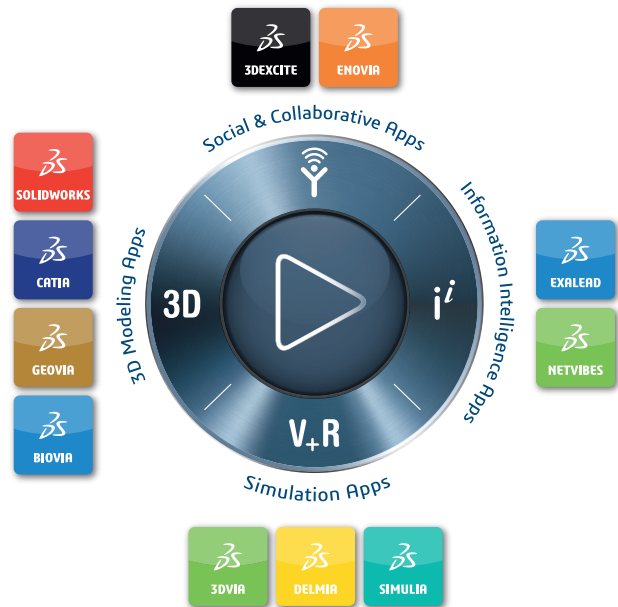 3DEXCITE
ENOVIA
Social & Collaborative Apps
SOLIDWORKS
CATIA
GEOVIA
BIOVIA
3D Modeling Apps
3D
i i
Information Intelligence Apps
EXALEAD
NETVIBES
V+R
Simulation Apps
3DVIA
DELMIA
SIMULIA